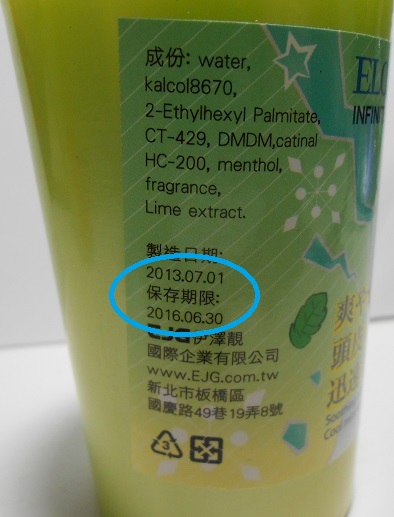 成份: water,
kalcol8670,
2-Ethylhexyl Palmitate,
CT-429, DMDM,catinal
HC-200, menthol,
fragrance,
Lime extract.
製造日期:
2013.07.01
保存期限:
2016.06.30
EJG伊澤靚
國際企業有限公司
www.EJG.com.tw
新北市板橋區
國慶路49巷19弄8號
3